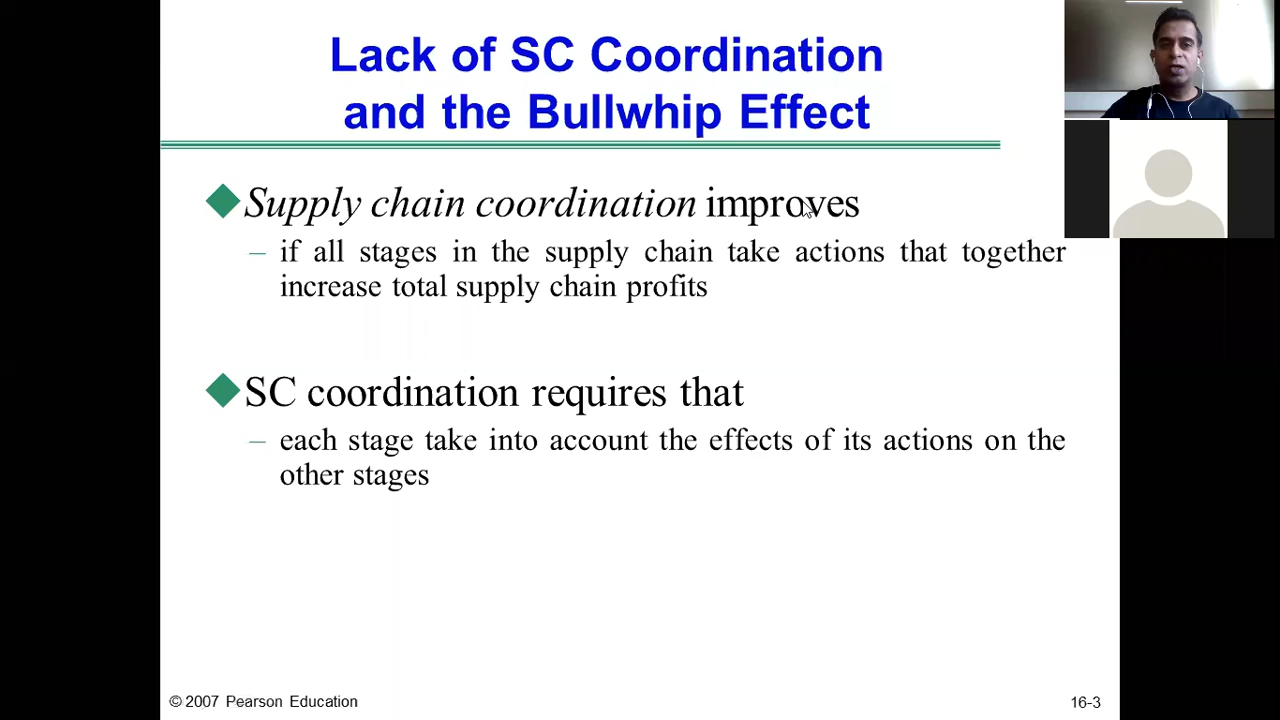 Lack of SC Coordination
and the Bullwhip Effect
Supply chain coordination improves
– if all stages in the supply chain take actions that together
increase total supply chain profits
SC coordination requires that
– each stage take into account the effects of its actions on the
other stages
© 2007 Pearson Education
16-3